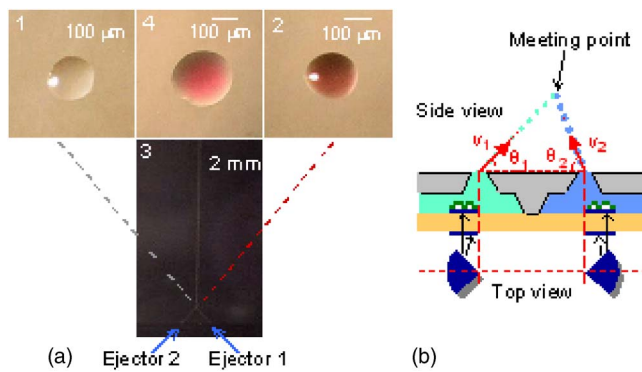 1
100 μm
4
100 μm
2
100 μm
3
2 mm
Ejector 2
Ejector 1
(a)
Meeting point
Side view
v1
θ1
θ2
v2
Top view
(b)